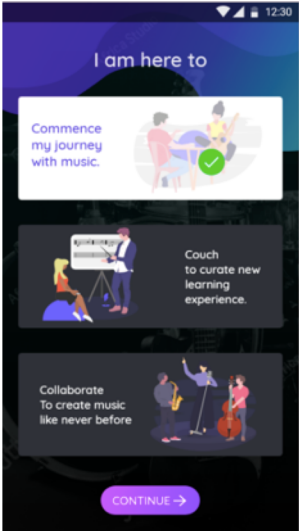 12:30
I am here to
Commence
my journey
with music.
Couch
to curate new
learning
experience.
Collaborate
To create music
like never before
CONTINUE →